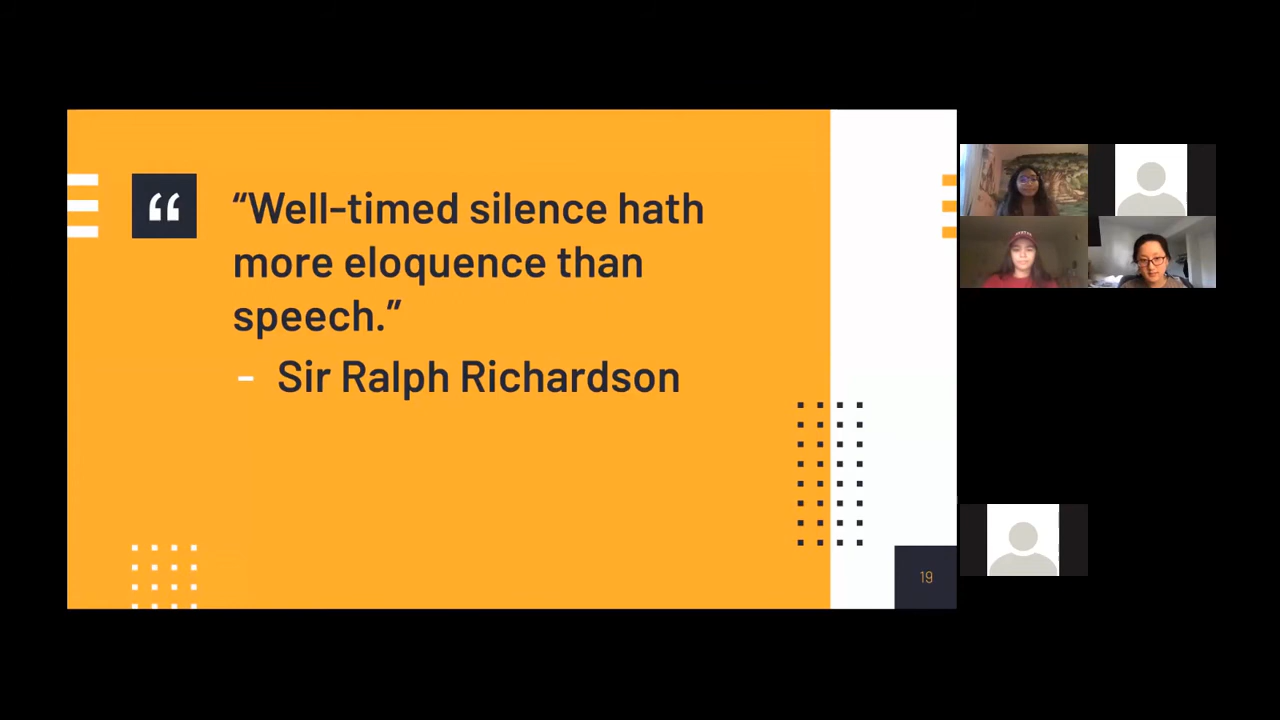 “Well-timed silence hath
more eloquence than
speech.”
- Sir Ralph Richardson
19